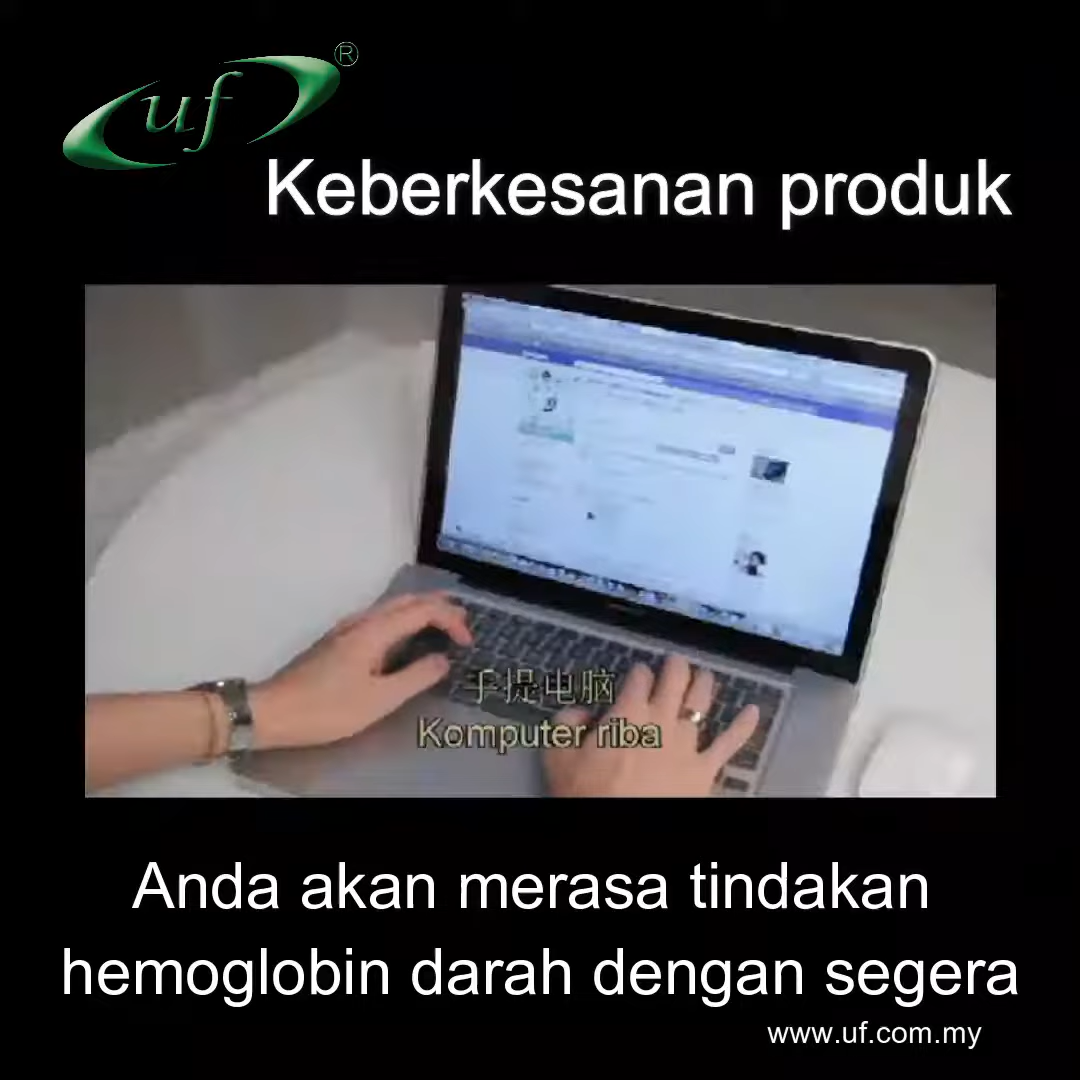 uf®
Keberkesanan produk
手提电脑
Komputer riba
Anda akan merasa tindakan
hemoglobin darah dengan segera
www.uf.com.my